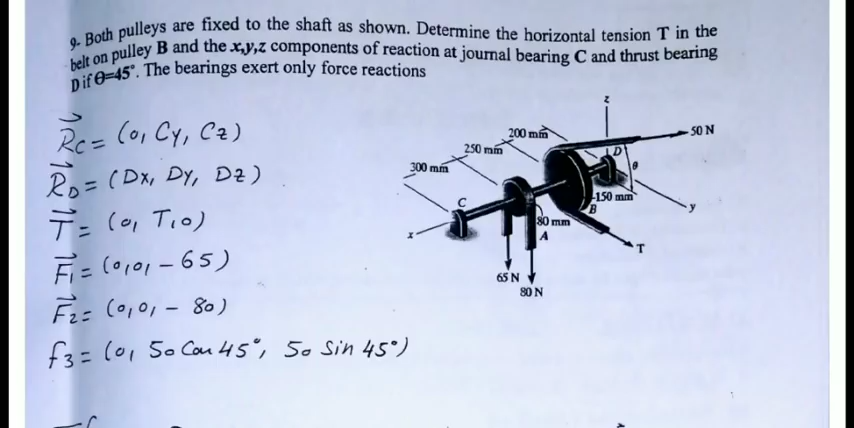 9- Both pulleys are fixed to the shaft as shown. Determine the horizontal tension T in the
belt on pulley B and the x,y,z components of reaction at journal bearing C and thrust bearing
D if Θ=45°. The bearings exert only force reactions
R⃗c = (0, Cy, Cz)
R⃗D = (Dx, Dy, Dz)
T⃗ = (0, T, 0)
F⃗1 = (0,0, -65)
F⃗2 = (0,0, - 80)
f3 = (0, 50 Cos 45°, 50 Sin 45°)
z
50 N
200 mm
250 mm
300 mm
D
θ
C
150 mm
B
y
80 mm
A
x
T
65 N
80 N